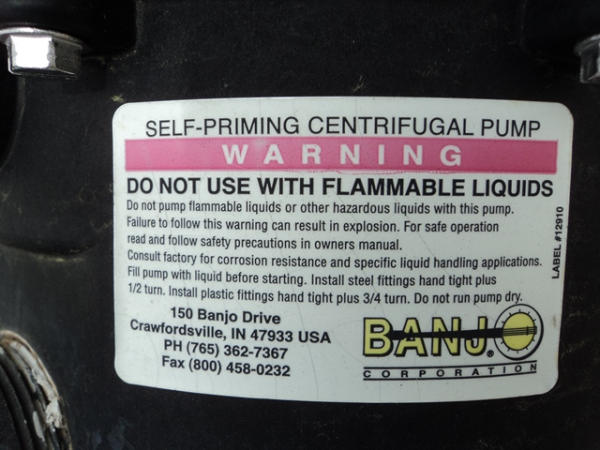 SELF-PRIMING CENTRIFUGAL PUMP
WARNING
DO NOT USE WITH FLAMMABLE LIQUIDS
Do not pump flammable liquids or other hazardous liquids with this pump.
Failure to follow this warning can result in explosion. For safe operation
read and follow safety precautions in owners manual.
Consult factory for corrosion resistance and specific liquid handling applications.
Fill pump with liquid before starting. Install steel fittings hand tight plus
1/2 turn. Install plastic fittings hand tight plus 3/4 turn. Do not run pump dry.
LABEL #12910
150 Banjo Drive
Crawfordsville, IN 47933 USA
PH (765) 362-7367
Fax (800) 458-0232
BANJO®
CORPORATION